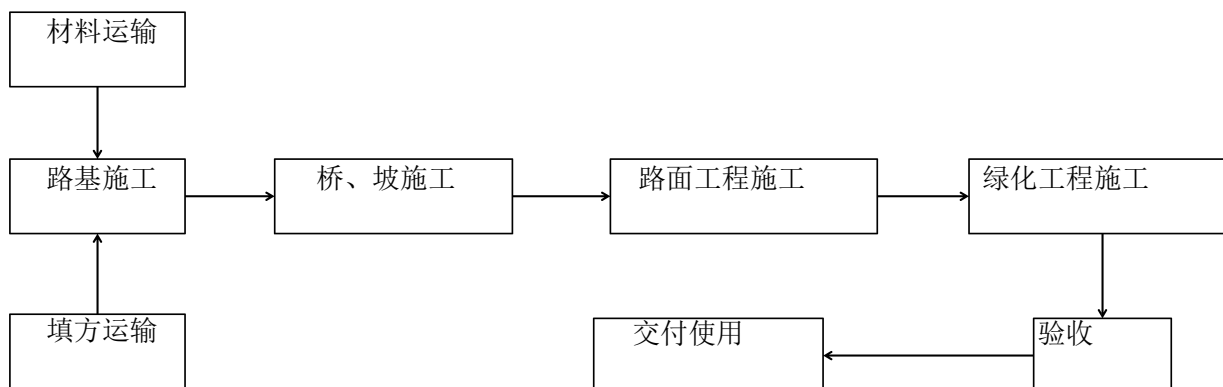 材料运输
路基施工
桥、坡施工
路面工程施工
绿化工程施工
填方运输
交付使用
验收